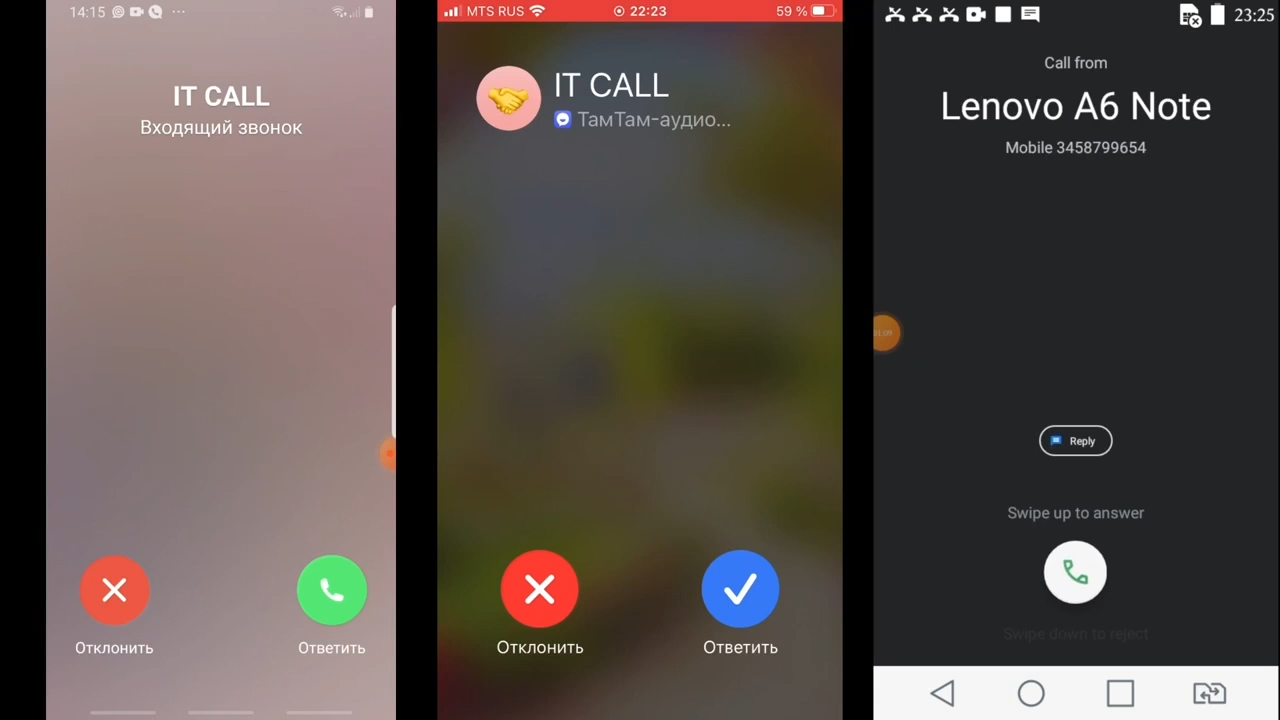 14:15
IT CALL
Входящий звонок
Отклонить
Ответить
MTS RUS
22:23
59 %
IT CALL
ТамТам-аудио...
Отклонить
Ответить
23:25
Call from
Lenovo A6 Note
Mobile 3458799654
Reply
Swipe up to answer
Swipe down to reject